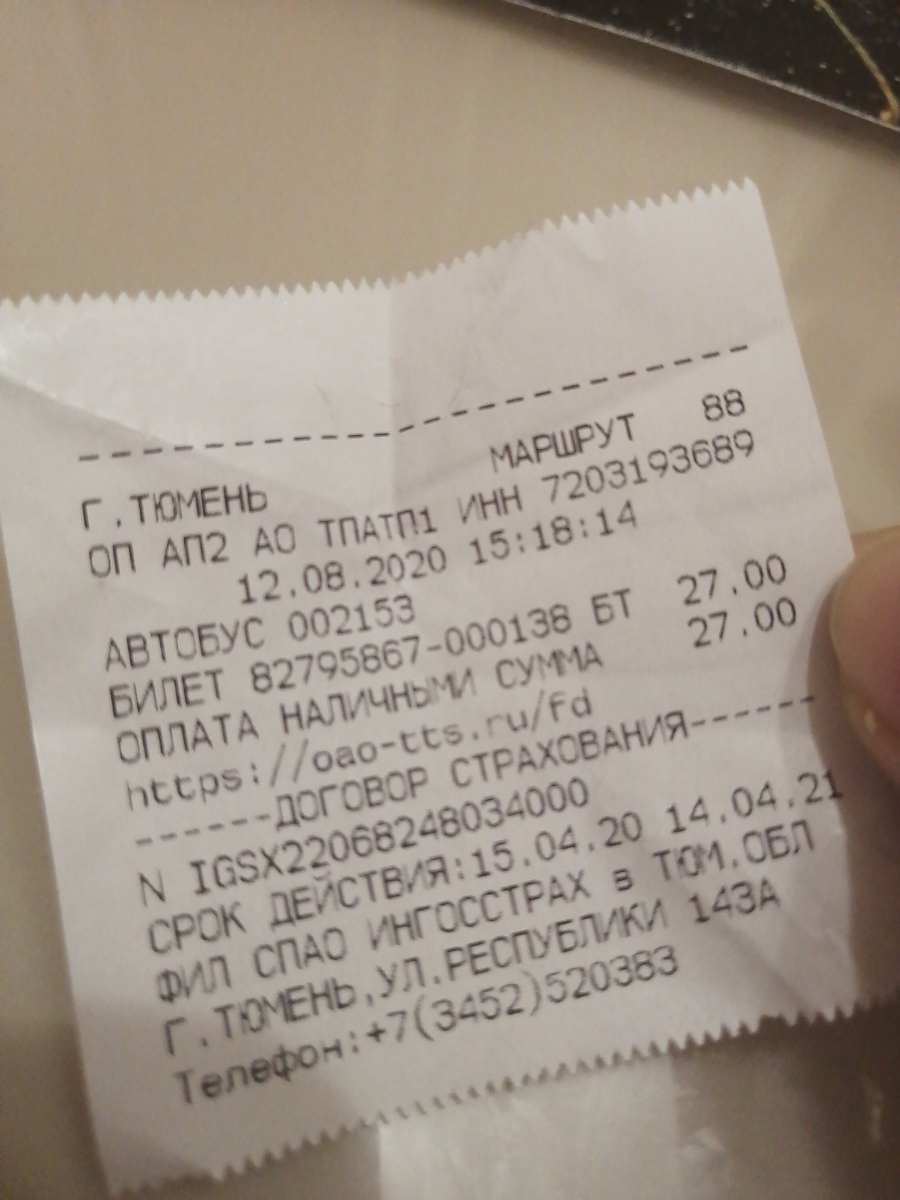 Г.ТЮМЕНЬ МАРШРУТ 88
ОП АП2 АО ТПАТП1 ИНН 7203193689
12.08.2020 15:18:14
АВТОБУС 002153
БИЛЕТ 82795867-000138 БТ 27.00
ОПЛАТА НАЛИЧНЫМИ СУММА 27.00
https://oao-tts.ru/fd
------ДОГОВОР СТРАХОВАНИЯ------
N IGSX22068248034000
СРОК ДЕЙСТВИЯ:15.04.20 14.04.21
ФИЛ СПАО ИНГОССТРАХ в ТЮМ.ОБЛ
Г.ТЮМЕНЬ,УЛ.РЕСПУБЛИКИ 143А
Телефон:+7(3452)520383